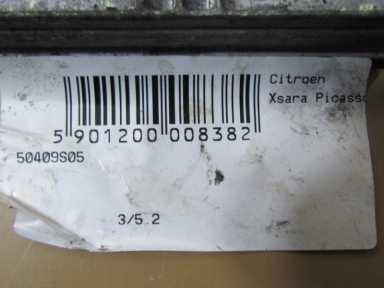 Citroen
Xsara Picasso
5 901200 008382
50409S05
3/5.2